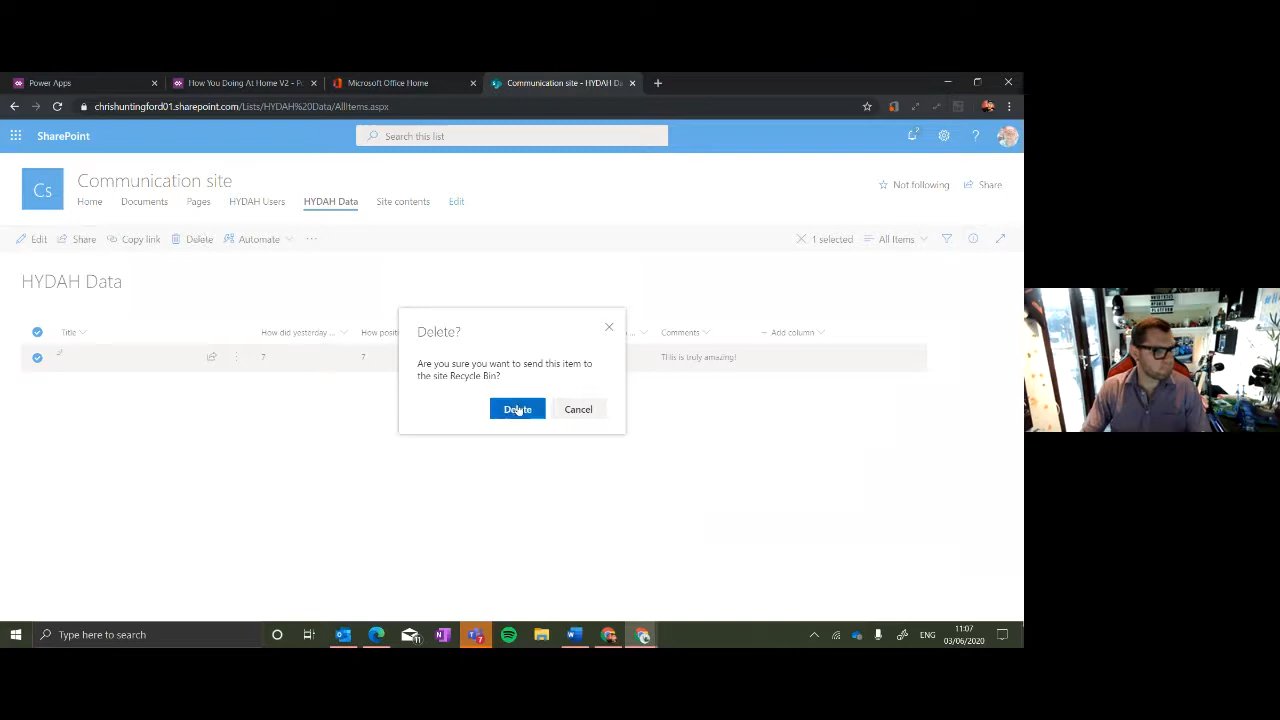 Power Apps
How You Doing At Home V2 - Po
Microsoft Office Home
Communication site - HYDAH Da
chrishuntingford01.sharepoint.com/Lists/HYDAH%20Data/AllItems.aspx
SharePoint
Search this list
2
Cs
Communication site
Home
Documents
Pages
HYDAH Users
HYDAH Data
Site contents
Edit
Not following
Share
Edit
Share
Copy link
Delete
Automate
1 selected
All Items
HYDAH Data
Title
How did yesterday ...
How posit
Comments
Add column
7
7
This is truly amazing!
Delete?
Are you sure you want to send this item to
the site Recycle Bin?
Delete
Cancel
Type here to search
11
7
ENG
11:07
03/06/2020